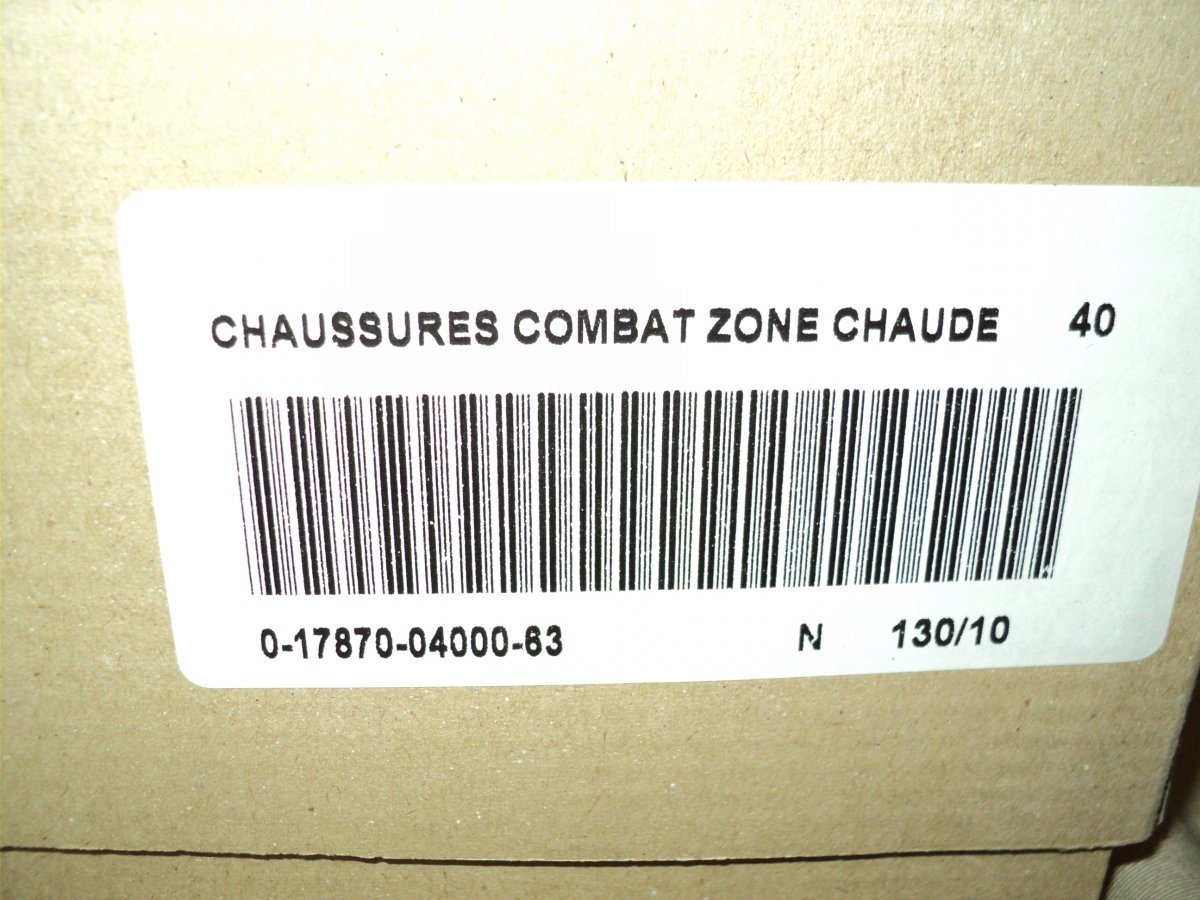 CHAUSSURES COMBAT ZONE CHAUDE 40
0-17870-04000-63 N 130/10